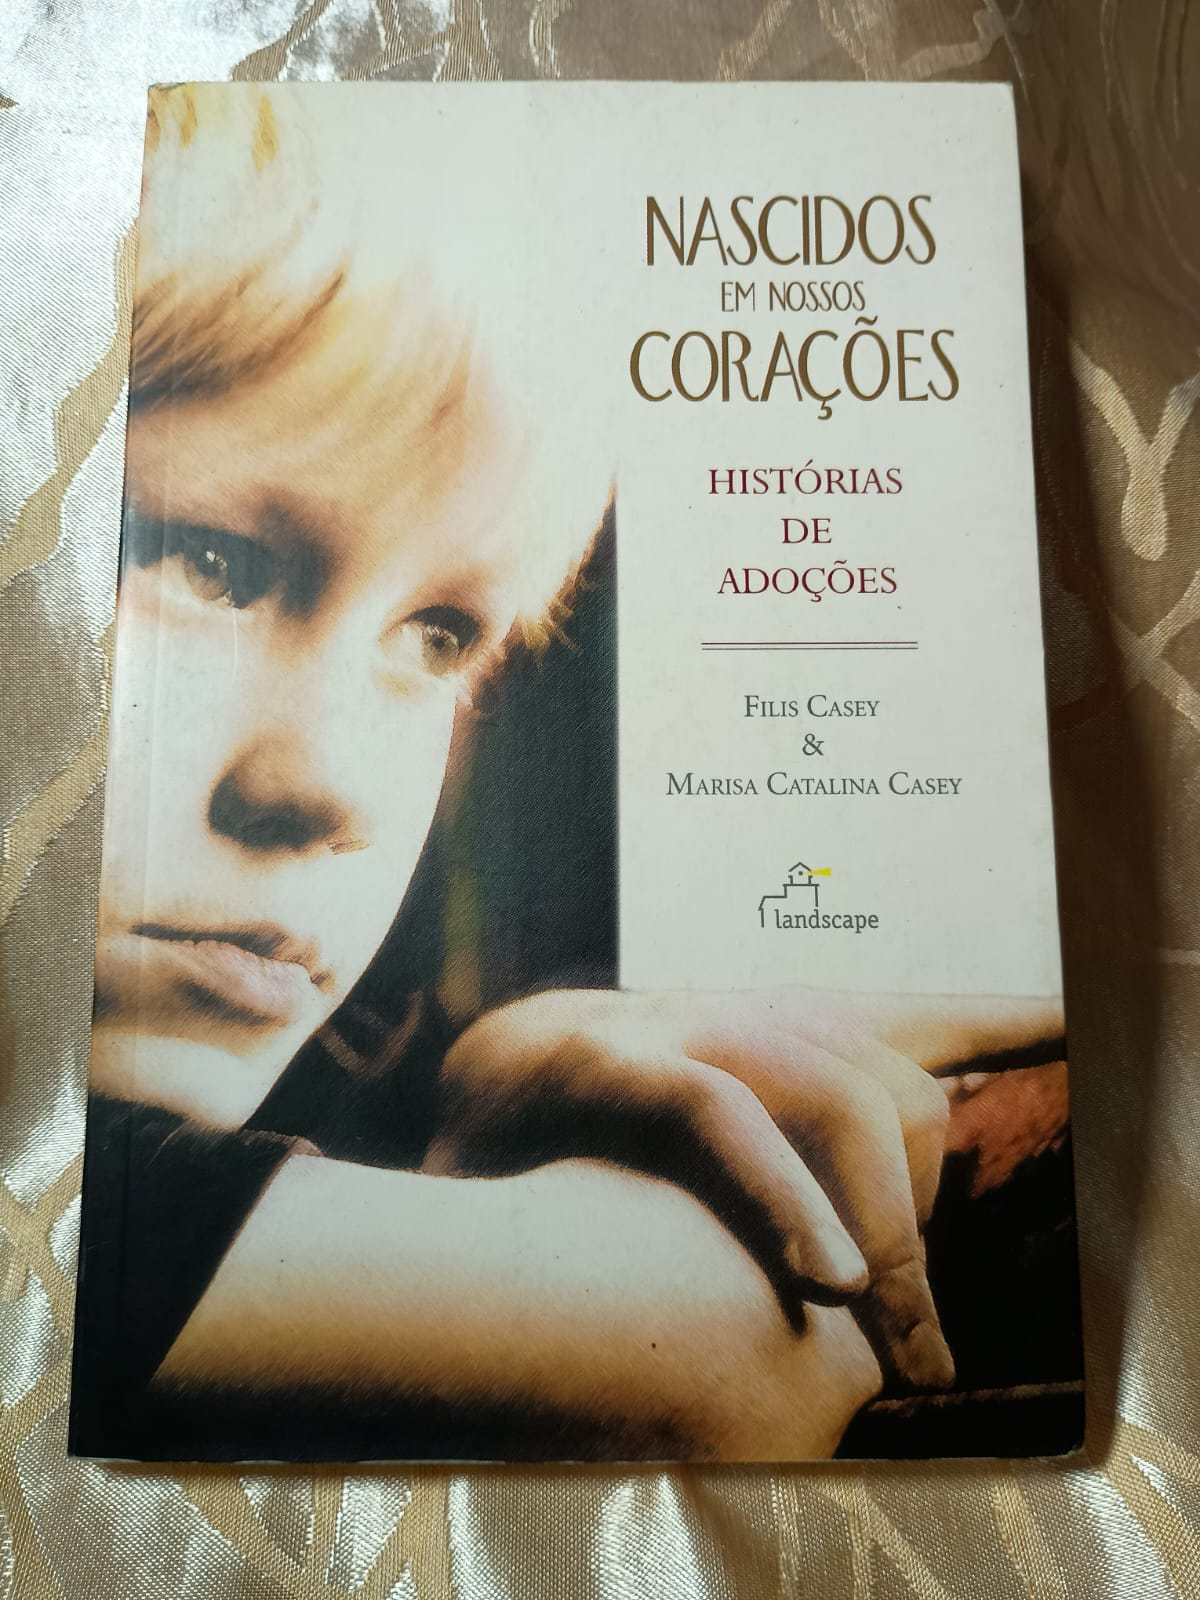 NASCIDOS
EM NOSSOS
CORAÇÕES
HISTÓRIAS
DE
ADOÇÕES
FILIS CASEY
&
MARISA CATALINA CASEY
landscape